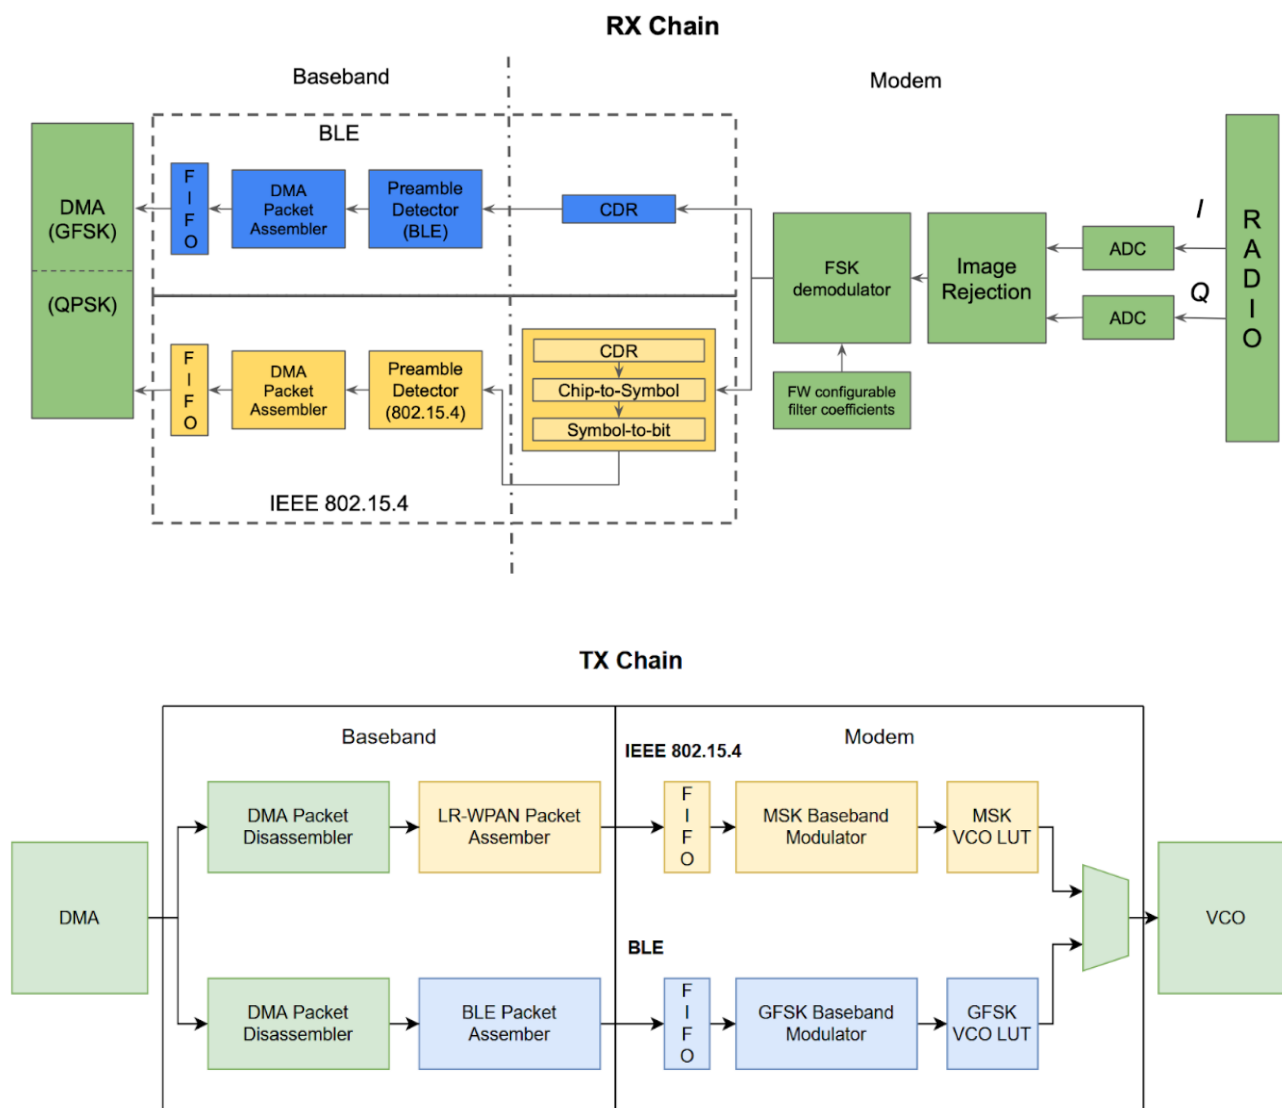 RX Chain
Baseband
Modem
BLE
DMA
(GFSK)
(QPSK)
F
I
F
O
DMA
Packet
Assembler
Preamble
Detector
(BLE)
CDR
FSK
demodulator
Image
Rejection
ADC
I
ADC
Q
R
A
D
I
O
F
I
F
O
DMA
Packet
Assembler
Preamble
Detector
(802.15.4)
CDR
Chip-to-Symbol
Symbol-to-bit
FW configurable
filter coefficients
IEEE 802.15.4
TX Chain
Baseband
Modem
IEEE 802.15.4
DMA
DMA Packet
Disassembler
LR-WPAN Packet
Assember
F
I
F
O
MSK Baseband
Modulator
MSK
VCO LUT
VCO
BLE
DMA Packet
Disassembler
BLE Packet
Assember
F
I
F
O
GFSK Baseband
Modulator
GFSK
VCO LUT